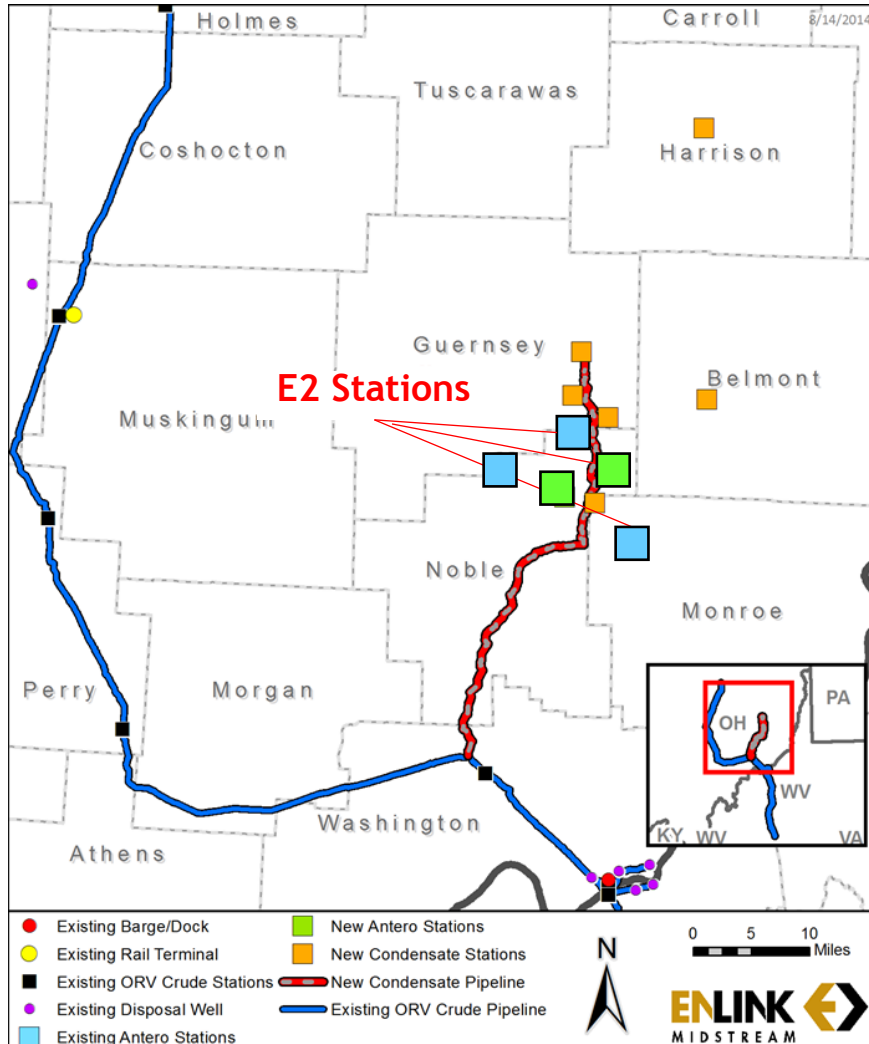 Holmes
Carroll
8/14/2014
Tuscarawas
Coshocton
Harrison
Guernsey
E2 Stations
Belmont
Muskingum
Noble
Monroe
Perry
Morgan
PA
OH
WV
KY
WV
VA
Washington
Athens
Existing Barge/Dock
Existing Rail Terminal
Existing ORV Crude Stations
Existing Disposal Well
Existing Antero Stations
New Antero Stations
New Condensate Stations
New Condensate Pipeline
Existing ORV Crude Pipeline
N
0 5 10
Miles
ENLINK
MIDSTREAM